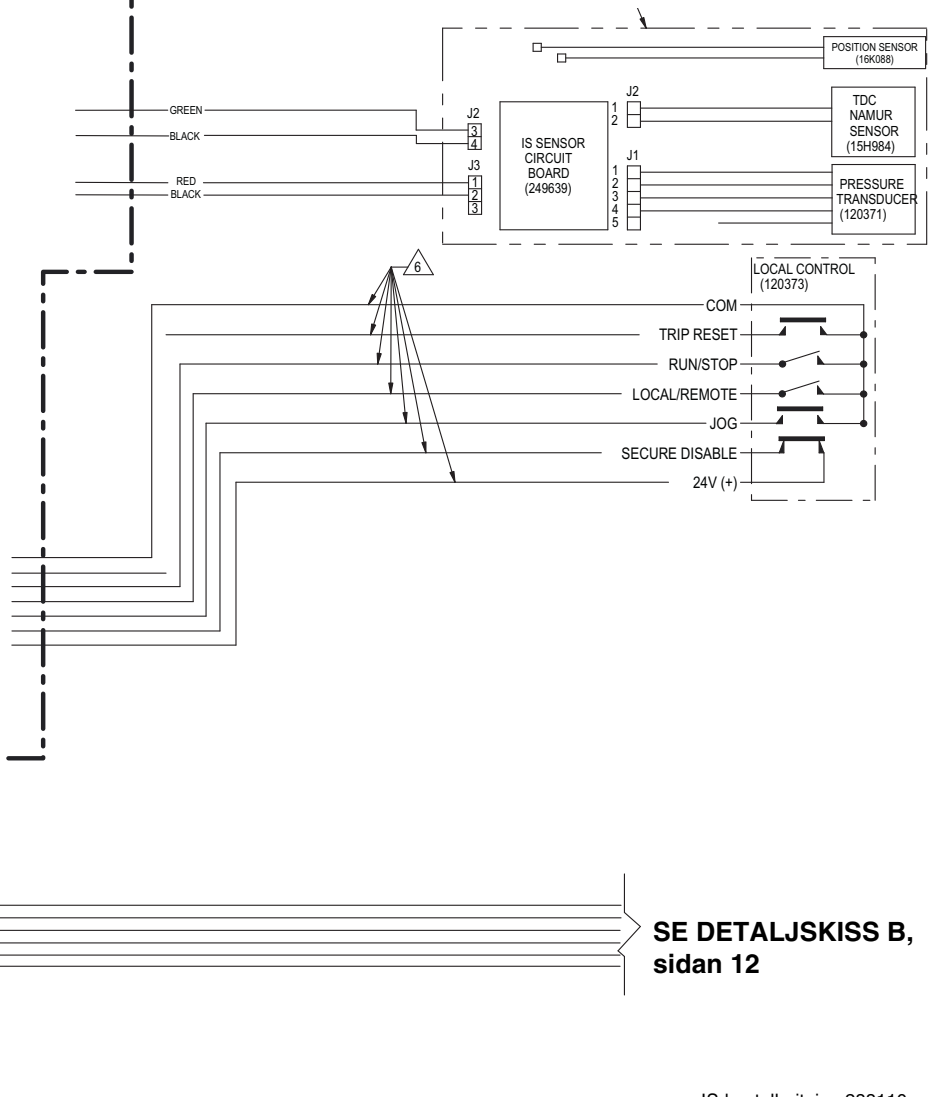 POSITION SENSOR
(16K088)
GREEN
BLACK
RED
BLACK
J2
3
4
J3
1
2
3
IS SENSOR
CIRCUIT
BOARD
(249639)
J2
1
2
J1
1
2
3
4
5
TDC
NAMUR
SENSOR
(15H984)
PRESSURE
TRANSDUCER
(120371)
6
LOCAL CONTROL
(120373)
COM
TRIP RESET
RUN/STOP
LOCAL/REMOTE
JOG
SECURE DISABLE
24V (+)
SE DETALJSKISS B,
sidan 12